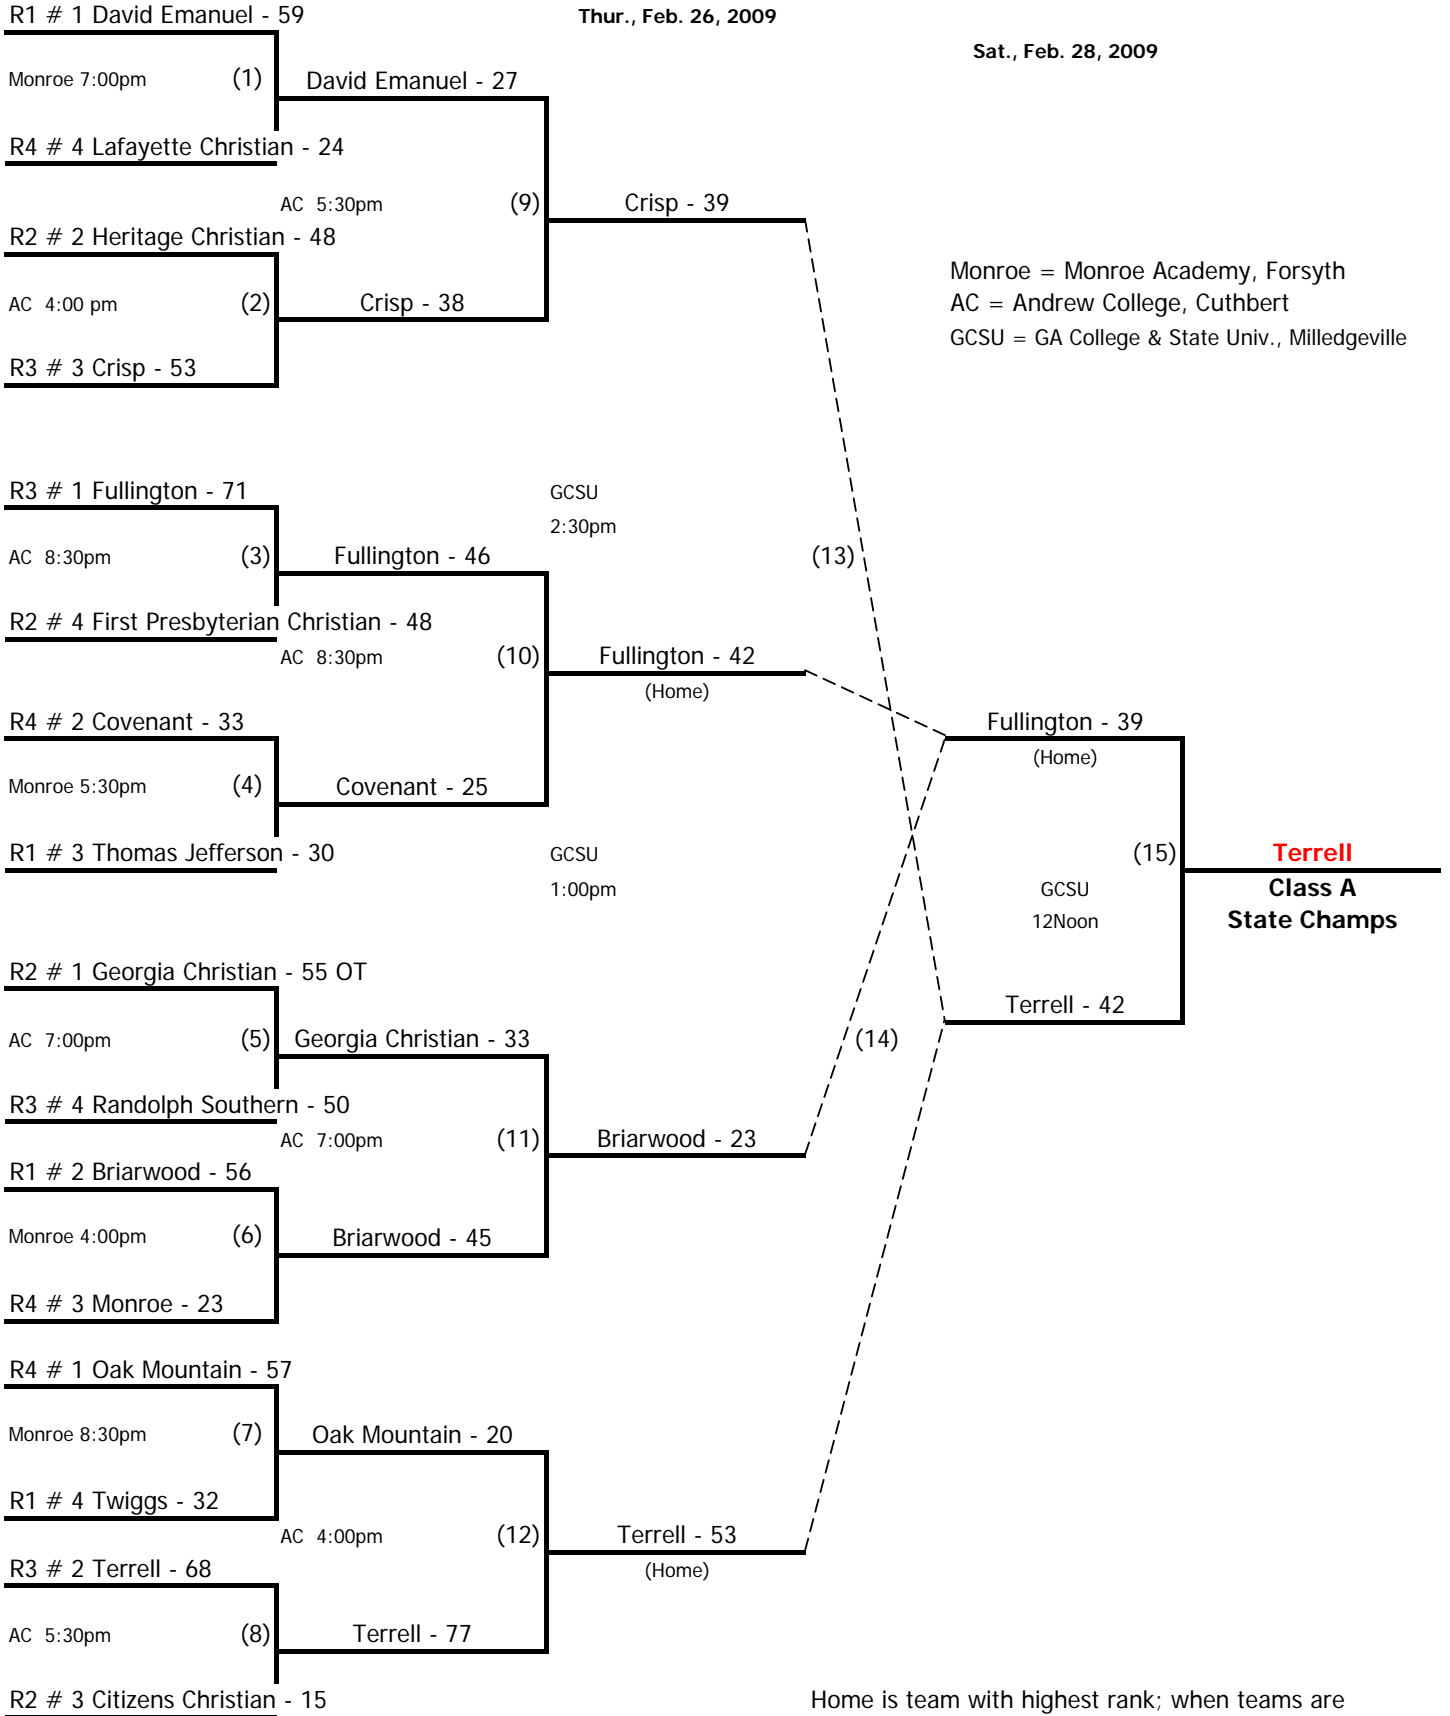 R1 # 1 David Emanuel - 59
Thur., Feb. 26, 2009
Sat., Feb. 28, 2009
Monroe 7:00pm (1) David Emanuel - 27
R4 # 4 Lafayette Christian - 24
AC 5:30pm (9) Crisp - 39
R2 # 2 Heritage Christian - 48
Monroe = Monroe Academy, Forsyth
AC 4:00 pm (2) Crisp - 38
AC = Andrew College, Cuthbert
GCSU = GA College & State Univ., Milledgeville
R3 # 3 Crisp - 53
R3 # 1 Fullington - 71
GCSU
2:30pm
AC 8:30pm (3) Fullington - 46
(13)
R2 # 4 First Presbyterian Christian - 48
AC 8:30pm (10) Fullington - 42
(Home)
R4 # 2 Covenant - 33
Fullington - 39
(Home)
Monroe 5:30pm (4) Covenant - 25
R1 # 3 Thomas Jefferson - 30
GCSU
1:00pm
(15) Terrell
GCSU
12Noon
Class A
State Champs
R2 # 1 Georgia Christian - 55 OT
Terrell - 42
AC 7:00pm (5) Georgia Christian - 33
(14)
R3 # 4 Randolph Southern - 50
AC 7:00pm (11) Briarwood - 23
R1 # 2 Briarwood - 56
Monroe 4:00pm (6) Briarwood - 45
R4 # 3 Monroe - 23
R4 # 1 Oak Mountain - 57
Monroe 8:30pm (7) Oak Mountain - 20
R1 # 4 Twiggs - 32
AC 4:00pm (12) Terrell - 53
(Home)
R3 # 2 Terrell - 68
AC 5:30pm (8) Terrell - 77
R2 # 3 Citizens Christian - 15
Home is team with highest rank; when teams are